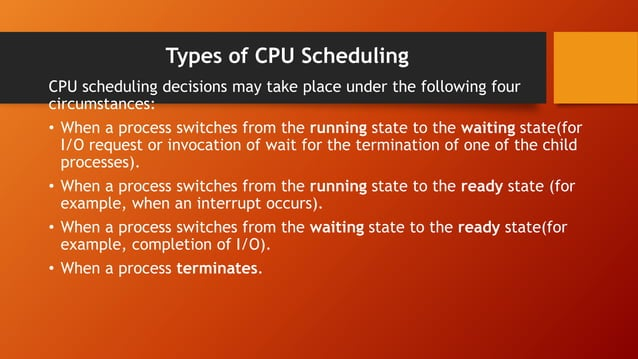 Types of CPU Scheduling
CPU scheduling decisions may take place under the following four
circumstances:
• When a process switches from the running state to the waiting state(for
I/O request or invocation of wait for the termination of one of the child
processes).
• When a process switches from the running state to the ready state (for
example, when an interrupt occurs).
• When a process switches from the waiting state to the ready state(for
example, completion of I/O).
• When a process terminates.